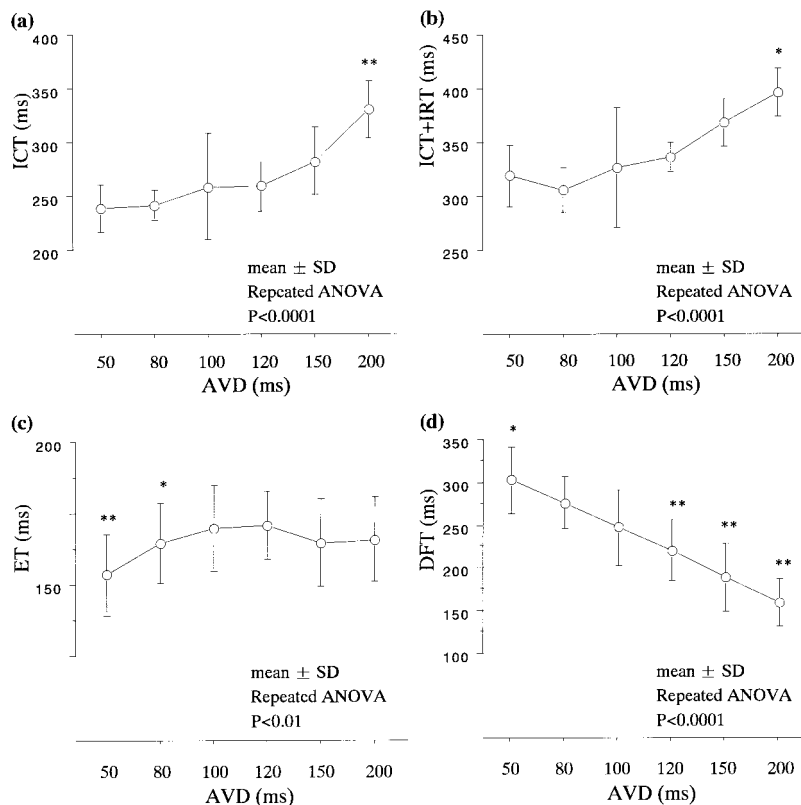 (a)
400
350
300
250
200
ICT (ms)
**
mean ± SD
Repeated ANOVA
P<0.0001
50 80 100 120 150 200
AVD (ms)
(b)
450
400
350
300
250
ICT+IRT (ms)
*
mean ± SD
Repeated ANOVA
P<0.0001
50 80 100 120 150 200
AVD (ms)
(c)
200
150
ET (ms)
** *
mean ± SD
Repeated ANOVA
P<0.01
50 80 100 120 150 200
AVD (ms)
(d)
350
300
250
200
150
100
DFT (ms)
* ** ** **
mean ± SD
Repeated ANOVA
P<0.0001
50 80 100 120 150 200
AVD (ms)